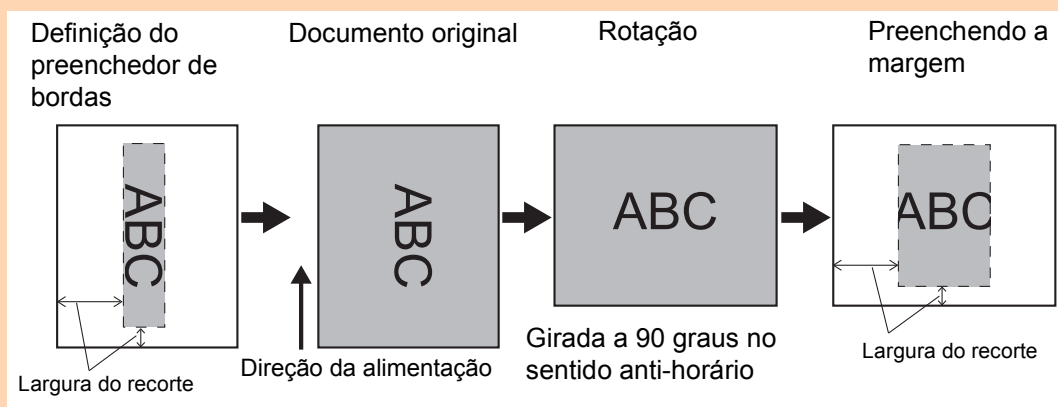 Definição do
preenchedor de
bordas
Documento original
Rotação
Preenchendo a
margem
ABC
ABC
ABC
ABC
Largura do recorte
Direção da alimentação
Girada a 90 graus no
sentido anti-horário
Largura do recorte